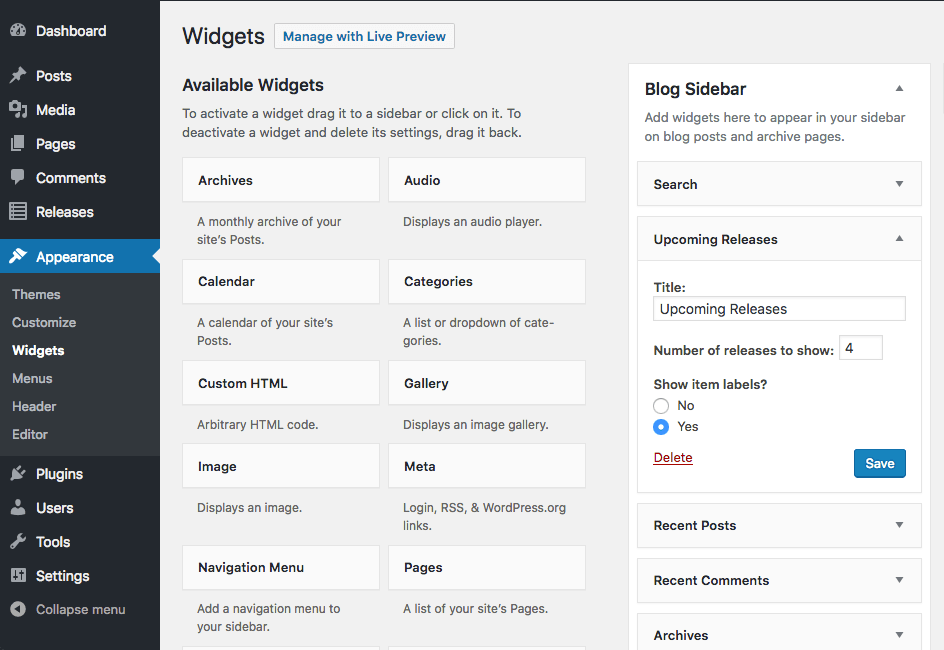 Dashboard
Posts
Media
Pages
Comments
Releases
Appearance
Themes
Customize
Widgets
Menus
Header
Editor
Plugins
Users
Tools
Settings
Collapse menu
Widgets Manage with Live Preview
Available Widgets
To activate a widget drag it to a sidebar or click on it. To
deactivate a widget and delete its settings, drag it back.
Archives
A monthly archive of your
site's Posts.
Audio
Displays an audio player.
Calendar
A calendar of your site's
Posts.
Categories
A list or dropdown of cate-
gories.
Custom HTML
Arbitrary HTML code.
Gallery
Displays an image gallery.
Image
Displays an image.
Meta
Login, RSS, & WordPress.org
links.
Navigation Menu
Add a navigation menu to
your sidebar.
Pages
A list of your site's Pages.
Blog Sidebar
Add widgets here to appear in your sidebar
on blog posts and archive pages.
Search
Upcoming Releases
Title:
Upcoming Releases
Number of releases to show: 4
Show item labels?
No
Yes
Delete
Save
Recent Posts
Recent Comments
Archives